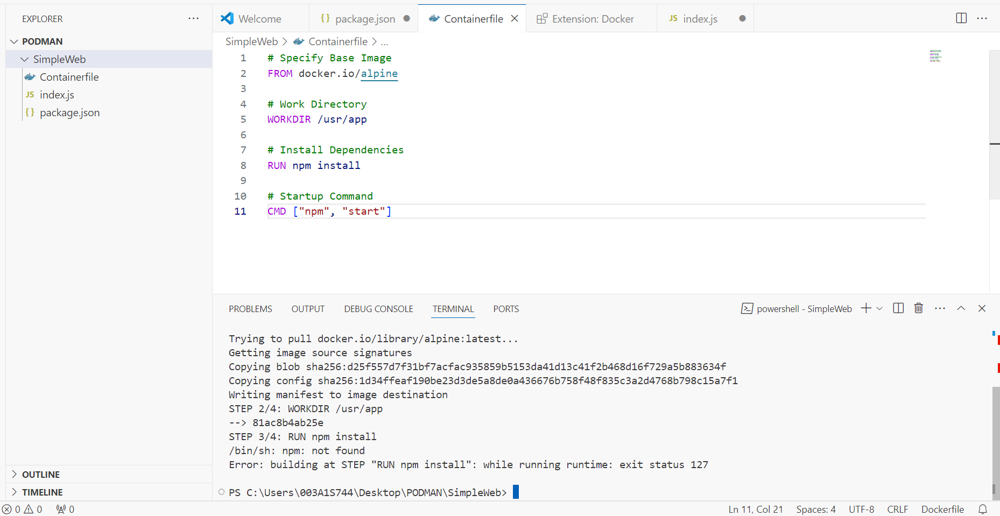 EXPLORER
PODMAN
SimpleWeb
Containerfile
JS index.js
{} package.json
OUTLINE
TIMELINE
Welcome
{} package.json
Containerfile
Extension: Docker
JS index.js
SimpleWeb > Containerfile > ...
1 # Specify Base Image
2 FROM docker.io/alpine
3
4 # Work Directory
5 WORKDIR /usr/app
6
7 # Install Dependencies
8 RUN npm install
9
10 # Startup Command
11 CMD ["npm", "start"]
PROBLEMS OUTPUT DEBUG CONSOLE TERMINAL PORTS
powershell - SimpleWeb
Trying to pull docker.io/library/alpine:latest...
Getting image source signatures
Copying blob sha256:d25f557d7f31bf7acfac935859b5153da41d13c41f2b468d16f729a5b883634f
Copying config sha256:1d34ffeaf190be23d3de5a8de0a436676b758f48f835c3a2d4768b798c15a7f1
Writing manifest to image destination
STEP 2/4: WORKDIR /usr/app
--> 81ac8b4ab25e
STEP 3/4: RUN npm install
/bin/sh: npm: not found
Error: building at STEP "RUN npm install": while running runtime: exit status 127
PS C:\Users\003A1S744\Desktop\PODMAN\SimpleWeb>
0 0 0
Ln 11, Col 21 Spaces: 4 UTF-8 CRLF Dockerfile